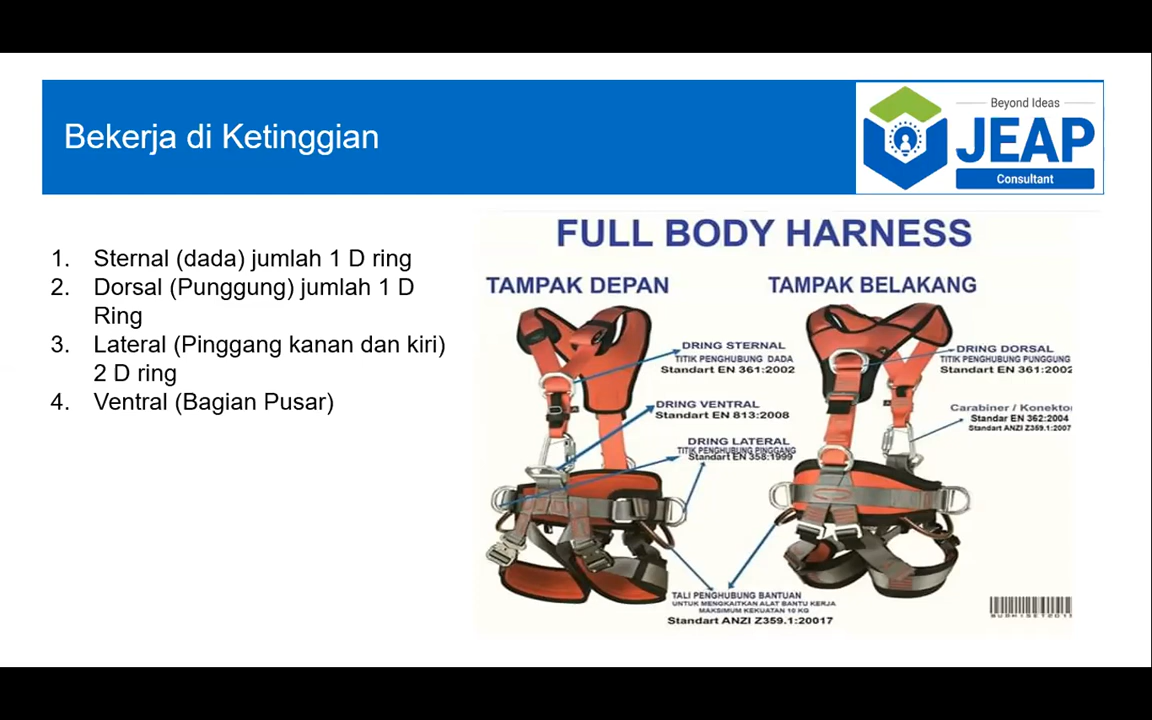 Bekerja di Ketinggian
Beyond Ideas
JEAP
Consultant
1. Sternal (dada) jumlah 1 D ring
2. Dorsal (Punggung) jumlah 1 D
Ring
3. Lateral (Pinggang kanan dan kiri)
2 D ring
4. Ventral (Bagian Pusar)
FULL BODY HARNESS
TAMPAK DEPAN
TAMPAK BELAKANG
DRING STERNAL
TITIK PENGHUBUNG DADA
Standart EN 361:2002
DRING VENTRAL
Standart EN 813:2008
DRING LATERAL
TITIK PENGHUBUNG PINGGANG
Standart EN 358:1999
DRING DORSAL
TITIK PENGHUBUNG PUNGGUNG
Standart EN 361:2002
Carabiner / Konektor
Standar EN 362:2004
Standart ANZI Z359.1:2007
TALI PENGHUBUNG BANTUAN
UNTUK MENGKAITKAN ALAT BANTU KERJA
MAKSIMUM KEKUATAN 10 KG
Standart ANZI Z359.1:20017